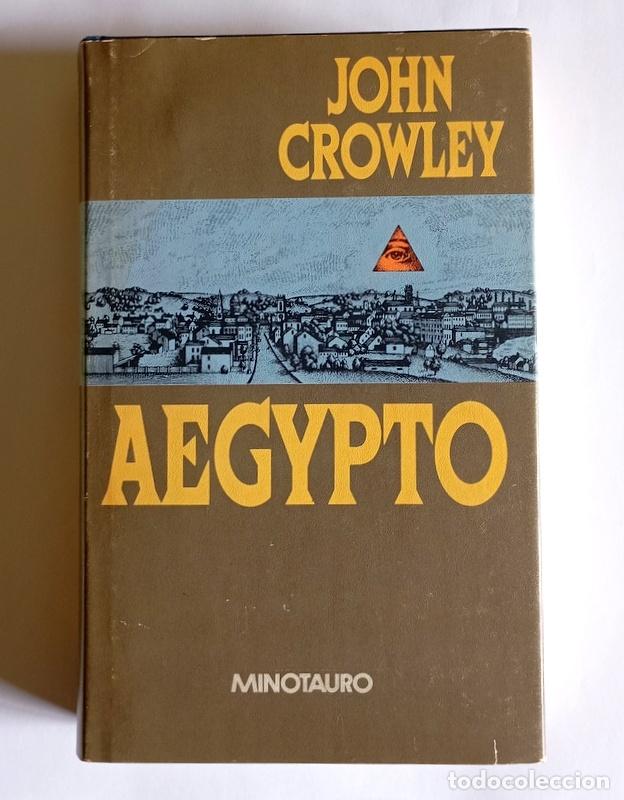 JOHN
CROWLEY
AEGYPTO
MINOTAURO
todocoleccion